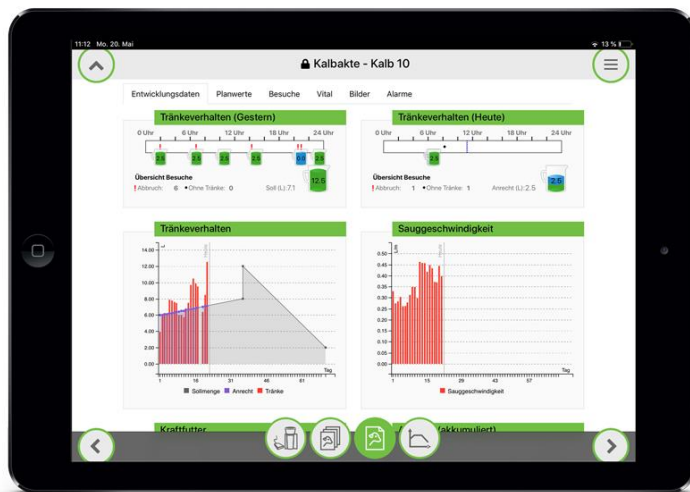 11:12 Mo. 20. Mai
13 %
Kalbakte - Kalb 10
Entwicklungsdaten Planwerte Besuche Vital Bilder Alarme
Tränkeverhalten (Gestern)
0 Uhr 6 Uhr 12 Uhr 18 Uhr 24 Uhr
2.5 2.5 2.5 2.5 0.0 2.5
Übersicht Besuche
! Abbruch: 6 • Ohne Tränke: 0 Soll (L): 7.1
12.5
Tränkeverhalten (Heute)
0 Uhr 6 Uhr 12 Uhr 18 Uhr 24 Uhr
2.5
Übersicht Besuche
! Abbruch: 1 • Ohne Tränke: 1 Anrecht (L): 2.5
2.5
Tränkeverhalten
L
Heute
14.00
12.00
10.00
8.00
6.00
4.00
2.00
0.00
Tag
1 16 31 46 61
Sollmenge Anrecht Tränke
Sauggeschwindigkeit
L/m
Heute
0.50
0.45
0.40
0.35
0.30
0.25
0.20
0.15
0.10
0.05
0.00
Tag
1 15 29 43 57
Sauggeschwindigkeit
Kraftfutter
(akkumuliert)